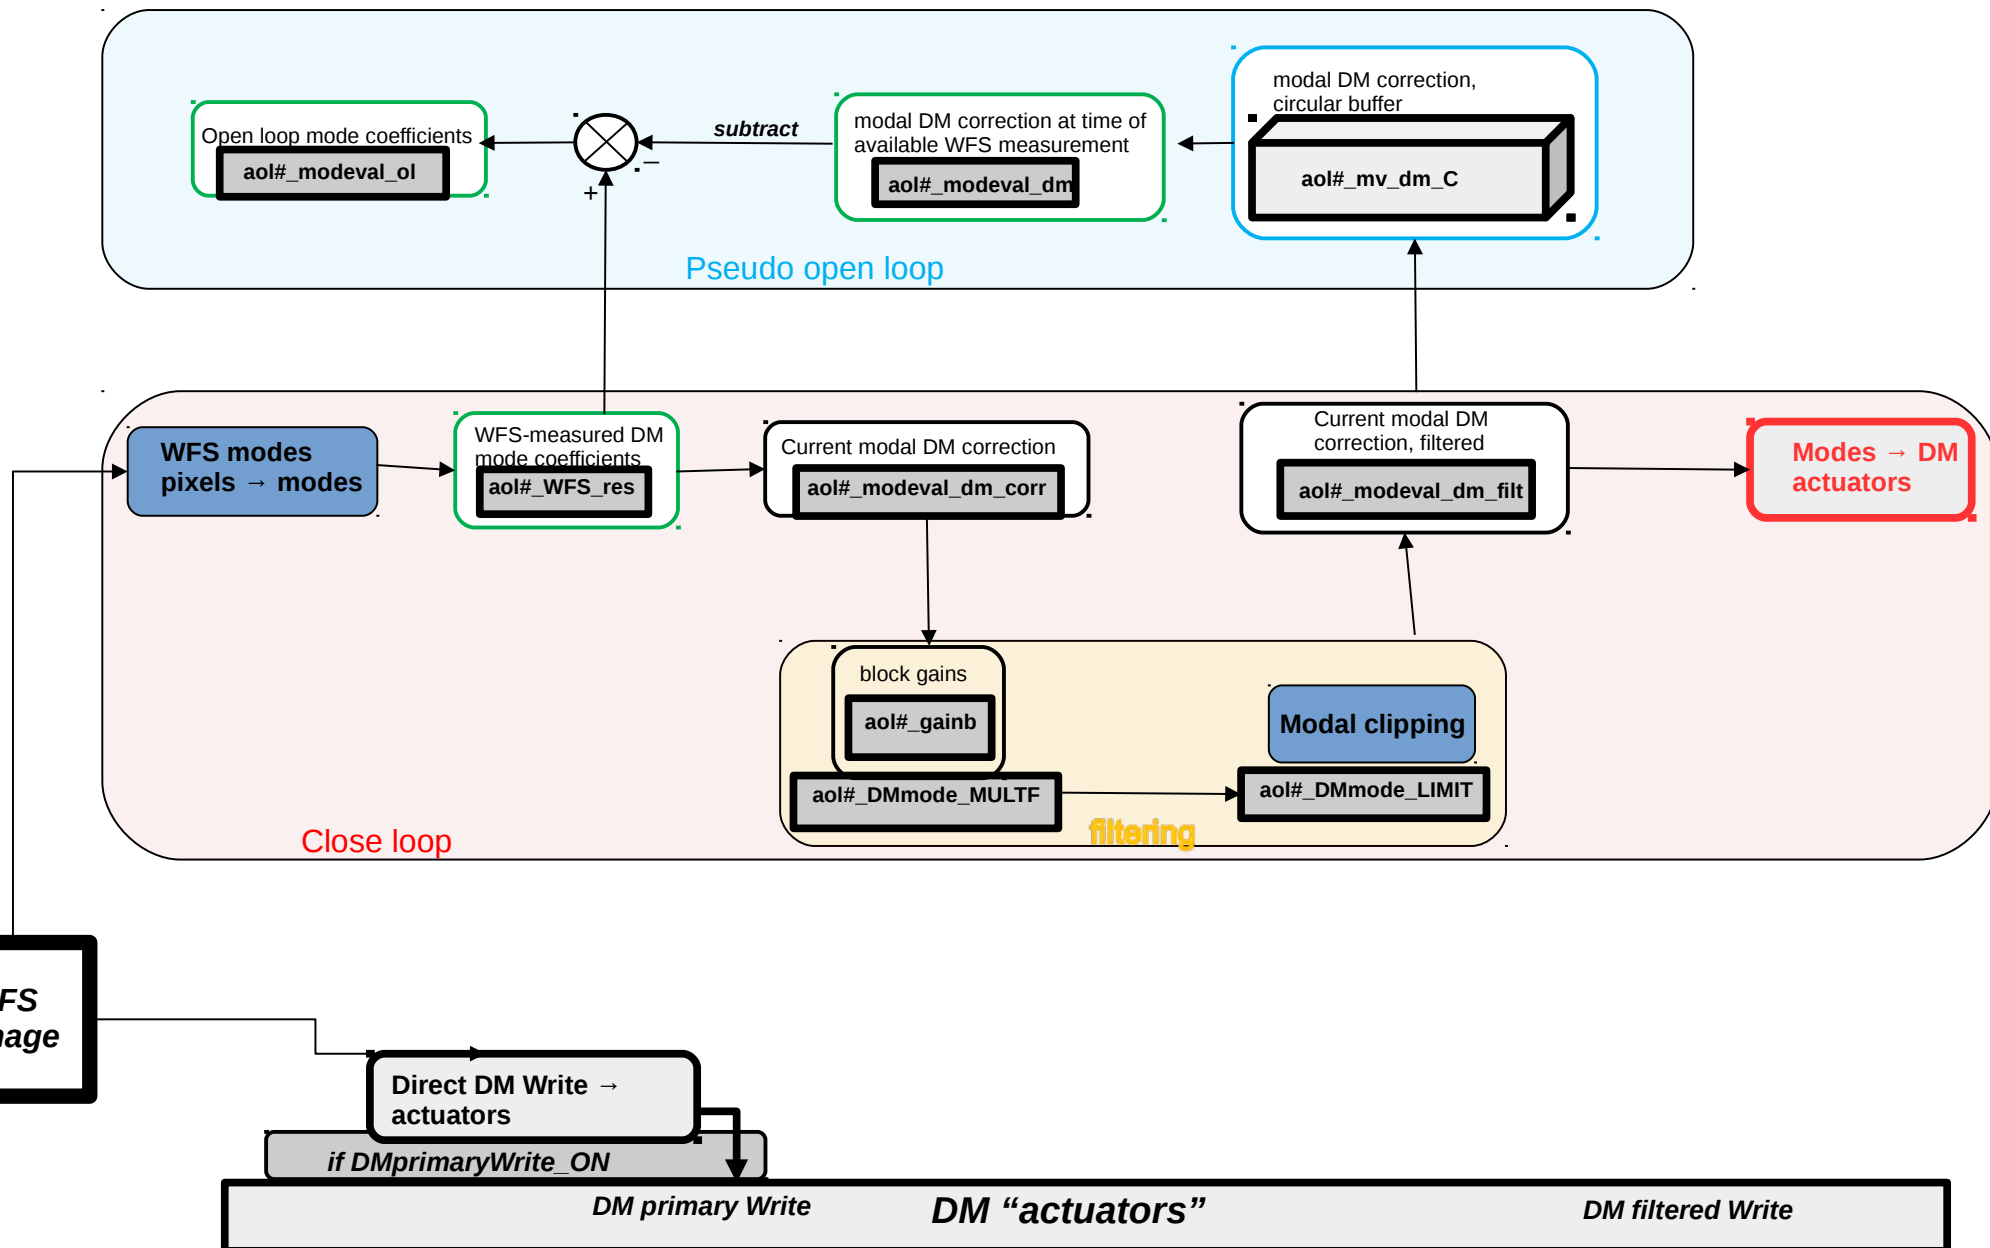 modal DM correction,
circular buffer
aol#_mv_dm_C
modal DM correction at time of
available WFS measurement
aol#_modeval_dm
subtract
–
+
Open loop mode coefficients
aol#_modeval_ol
Pseudo open loop
WFS modes
pixels → modes
WFS-measured DM
mode coefficients
aol#_WFS_res
Current modal DM correction
aol#_modeval_dm_corr
Current modal DM
correction, filtered
aol#_modeval_dm_filt
Modes → DM
actuators
block gains
aol#_gainb
aol#_DMmode_MULTF
Modal clipping
aol#_DMmode_LIMIT
filtering
Close loop
FS
age
Direct DM Write →
actuators
if DMprimaryWrite_ON
DM primary Write
DM “actuators”
DM filtered Write